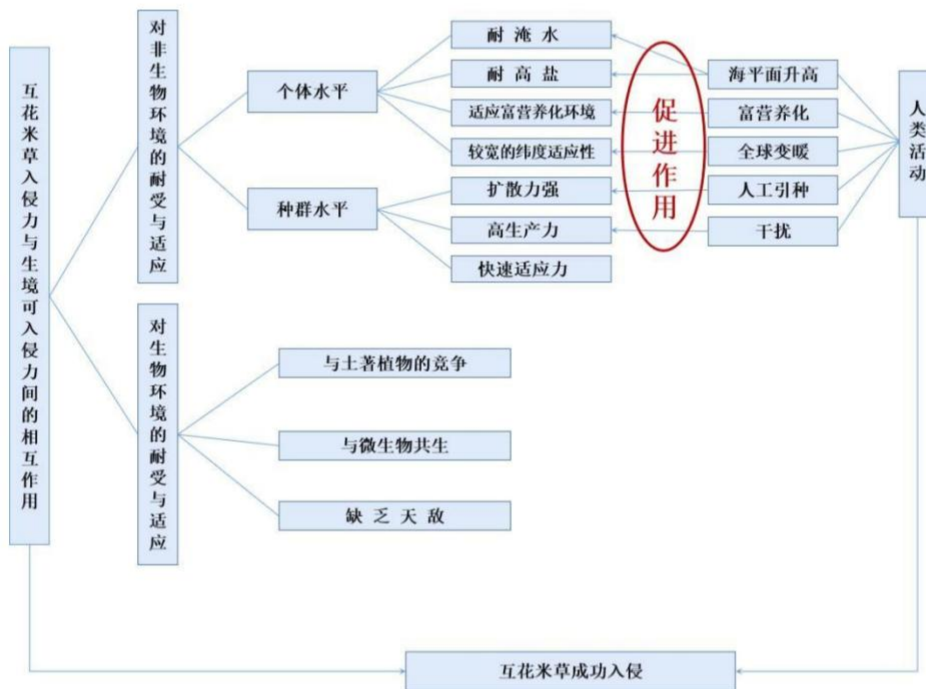 互花米草入侵力与生境可入侵力间的相互作用
对非生物环境的耐受与适应
个体水平
耐淹水
耐高盐
适应富营养化环境
较宽的纬度适应性
种群水平
扩散力强
高生产力
快速适应力
促进作用
海平面升高
富营养化
全球变暖
人工引种
干扰
人类活动
对生物环境的耐受与适应
与土著植物的竞争
与微生物共生
缺乏天敌
互花米草成功入侵